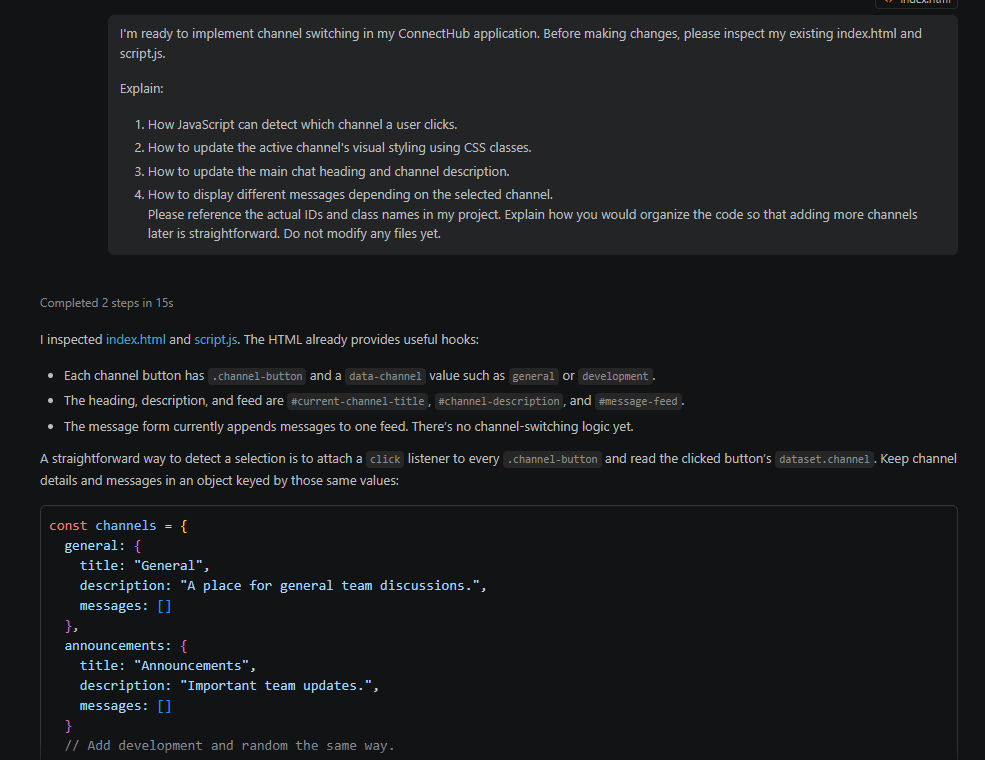 index.html
I'm ready to implement channel switching in my ConnectHub application. Before making changes, please inspect my existing index.html and
script.js.
Explain:
1. How JavaScript can detect which channel a user clicks.
2. How to update the active channel's visual styling using CSS classes.
3. How to update the main chat heading and channel description.
4. How to display different messages depending on the selected channel.
Please reference the actual IDs and class names in my project. Explain how you would organize the code so that adding more channels
later is straightforward. Do not modify any files yet.
Completed 2 steps in 15s
I inspected index.html and script.js. The HTML already provides useful hooks:
• Each channel button has .channel-button and a data-channel value such as general or development.
• The heading, description, and feed are #current-channel-title, #channel-description, and #message-feed.
• The message form currently appends messages to one feed. There's no channel-switching logic yet.
A straightforward way to detect a selection is to attach a click listener to every .channel-button and read the clicked button's dataset.channel. Keep channel
details and messages in an object keyed by those same values:
const channels = {
  general: {
    title: "General",
    description: "A place for general team discussions.",
    messages: []
  },
  announcements: {
    title: "Announcements",
    description: "Important team updates.",
    messages: []
  }
  // Add development and random the same way.